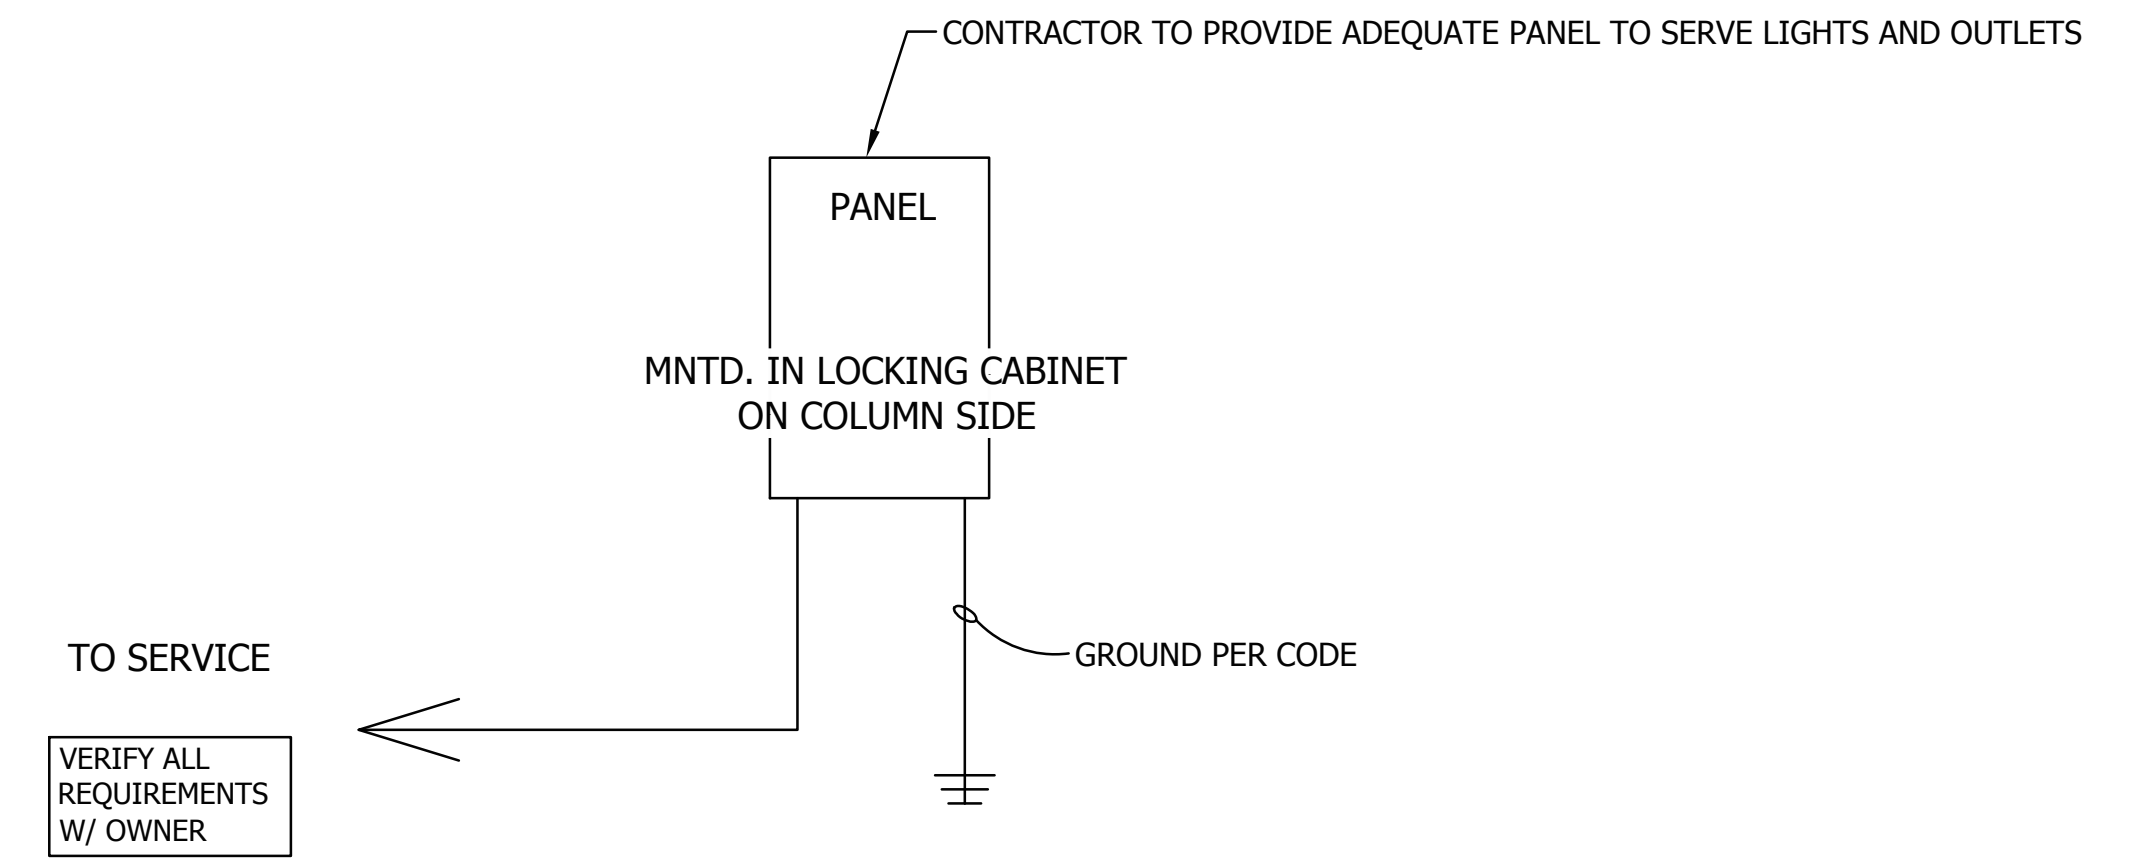 CONTRACTOR TO PROVIDE ADEQUATE PANEL TO SERVE LIGHTS AND OUTLETS
PANEL
MNTD. IN LOCKING CABINET
ON COLUMN SIDE
TO SERVICE
GROUND PER CODE
VERIFY ALL
REQUIREMENTS
W/ OWNER